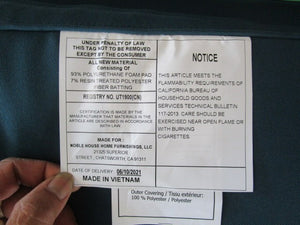 UNDER PENALTY OF LAW
THIS TAG NOT TO BE REMOVED
EXCEPT BY THE CONSUMER
ALL NEW MATERIAL
Consisting Of
93% POLYURETHANE FOAM PAD
7% RESIN TREATED POLYESTER
FIBER BATTING
REGISTRY NO. UT1900(CN)
CERTIFICATION IS MADE BY THE
MANUFACTURER THAT MATERIALS IN THE
ARTICLE ARE DESCRIBED IN ACCORDANCE
WITH LAW
MADE FOR
NOBLE HOUSE HOME FURNISHINGS, LLC
21325 SUPERIOR
STREET, CHATSWORTH, CA 91311
DATE OF DELIVERY: 06/10/2021
MADE IN VIETNAM
NOTICE
THIS ARTICLE MEETS THE
FLAMMABILITY REQUIREMENTS OF
CALIFORNIA BUREAU OF
HOUSEHOLD GOODS AND
SERVICES TECHNICAL BULLETIN
117-2013. CARE SHOULD BE
EXERCISED NEAR OPEN FLAME OR
WITH BURNING
CIGARETTES.
Outer Covering / Tissu extérieur:
100 % Polyester / Polyester